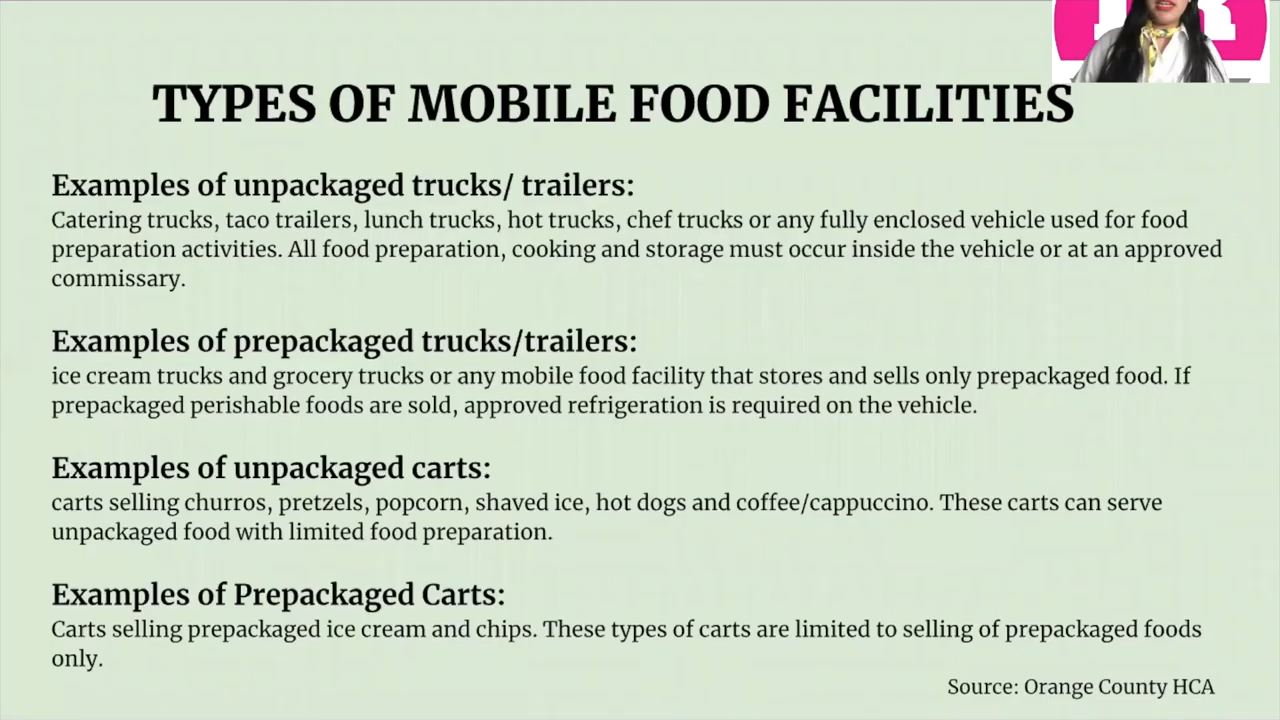 TYPES OF MOBILE FOOD FACILITIES
Examples of unpackaged trucks/ trailers:
Catering trucks, taco trailers, lunch trucks, hot trucks, chef trucks or any fully enclosed vehicle used for food
preparation activities. All food preparation, cooking and storage must occur inside the vehicle or at an approved
commissary.
Examples of prepackaged trucks/trailers:
ice cream trucks and grocery trucks or any mobile food facility that stores and sells only prepackaged food. If
prepackaged perishable foods are sold, approved refrigeration is required on the vehicle.
Examples of unpackaged carts:
carts selling churros, pretzels, popcorn, shaved ice, hot dogs and coffee/cappuccino. These carts can serve
unpackaged food with limited food preparation.
Examples of Prepackaged Carts:
Carts selling prepackaged ice cream and chips. These types of carts are limited to selling of prepackaged foods
only.
Source: Orange County HCA